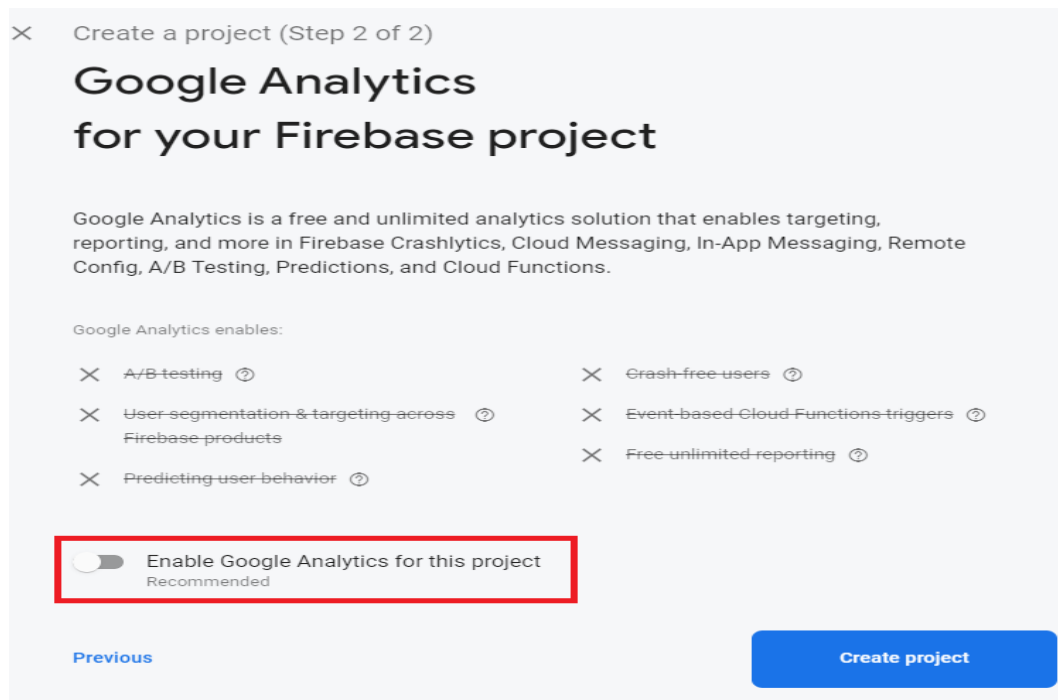 Create a project (Step 2 of 2)
Google Analytics
for your Firebase project
Google Analytics is a free and unlimited analytics solution that enables targeting,
reporting, and more in Firebase Crashlytics, Cloud Messaging, In-App Messaging, Remote
Config, A/B Testing, Predictions, and Cloud Functions.
Google Analytics enables:
A/B testing
User segmentation & targeting across
Firebase products
Predicting user behavior
Crash-free users
Event-based Cloud Functions triggers
Free unlimited reporting
Enable Google Analytics for this project
Recommended
Previous
Create project